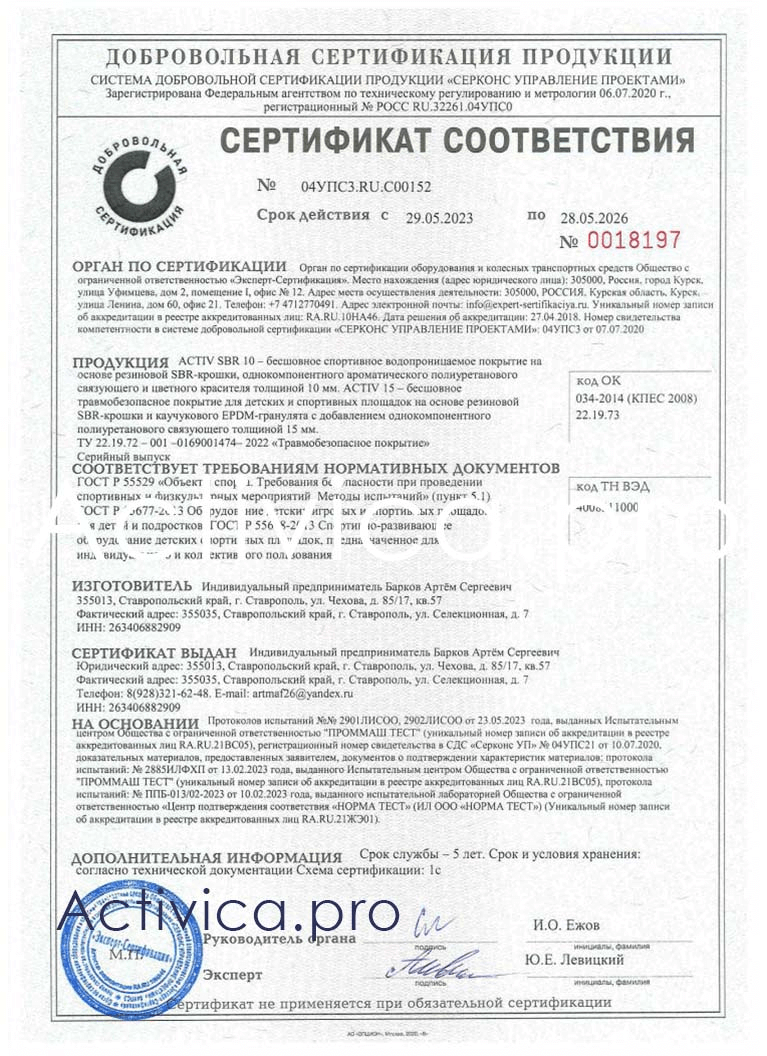 ДОБРОВОЛЬНАЯ СЕРТИФИКАЦИЯ ПРОДУКЦИИ
СИСТЕМА ДОБРОВОЛЬНОЙ СЕРТИФИКАЦИИ ПРОДУКЦИИ «СЕРКОНС УПРАВЛЕНИЕ ПРОЕКТАМИ»
Зарегистрирована Федеральным агентством по техническому регулированию и метрологии 06.07.2020 г.,
регистрационный № РОСС RU.32261.04УПС0
СЕРТИФИКАТ СООТВЕТСТВИЯ
ДОБРОВОЛЬНАЯ
СЕРТИФИКАЦИЯ
№ 04УПС3.RU.С00152
Срок действия с 29.05.2023 по 28.05.2026
№ 0018197
ОРГАН ПО СЕРТИФИКАЦИИ Орган по сертификации оборудования и колесных транспортных средств Общество с
ограниченной ответственностью «Эксперт-Сертификация». Место нахождения (адрес юридического лица): 305000, Россия, город Курск,
улица Уфимцева, дом 2, помещение I, офис № 12. Адрес места осуществления деятельности: 305000, РОССИЯ, Курская область, Курск,
улица Ленина, дом 60, офис 21. Телефон: +7 4712770491. Адрес электронной почты: info@expert-sertifikaciya.ru. Уникальный номер записи
об аккредитации в реестре аккредитованных лиц: RA.RU.10НА46. Дата решения об аккредитации: 27.04.2018. Номер свидетельства
компетентности в системе добровольной сертификации «СЕРКОНС УПРАВЛЕНИЕ ПРОЕКТАМИ»: 04УПС3 от 07.07.2020
ПРОДУКЦИЯ ACTIV SBR 10 – бесшовное спортивное водопроницаемое покрытие на
основе резиновой SBR-крошки, однокомпонентного ароматического полиуретанового
связующего и цветного красителя толщиной 10 мм. ACTIV 15 – бесшовное
травмобезопасное покрытие для детских и спортивных площадок на основе резиновой
SBR-крошки и каучукового EPDM-гранулята с добавлением однокомпонентного
полиуретанового связующего толщиной 15 мм.
ТУ 22.19.72 – 001 –0169001474– 2022 «Травмобезопасное покрытие»
Серийный выпуск
код ОК
034-2014 (КПЕС 2008)
22.19.73
СООТВЕТСТВУЕТ ТРЕБОВАНИЯМ НОРМАТИВНЫХ ДОКУМЕНТОВ
ГОСТ Р 55529 «Объект спор. Требования безопасности при проведении
спортивных и физкульт рных мероприятий Методы испытаний» (пункт 5.1)
ГОСТ Р
для детей и подростков ГОСТ Р Спортивно-развивающее
оборудование детских спортивных площадок, предназначенное для
индивиду и коллективного пользования
код ТН ВЭД
Activica.pro
ИЗГОТОВИТЕЛЬ Индивидуальный предприниматель Барков Артём Сергеевич
355013, Ставропольский край, г. Ставрополь, ул. Чехова, д. 85/17, кв.57
Фактический адрес: 355035, Ставропольский край, г. Ставрополь, ул. Селекционная, д. 7
ИНН: 263406882909
СЕРТИФИКАТ ВЫДАН Индивидуальный предприниматель Барков Артём Сергеевич
Юридический адрес: 355013, Ставропольский край, г. Ставрополь, ул. Чехова, д. 85/17, кв.57
Фактический адрес: 355035, Ставропольский край, г. Ставрополь, ул. Селекционная, д. 7
Телефон: 8(928)321-62-48. E-mail: artmaf26@yandex.ru
ИНН: 263406882909
НА ОСНОВАНИИ Протоколов испытаний №№ 2901ЛИСОО, 2902ЛИСОО от 23.05.2023 года, выданных Испытательным
центром Общества с ограниченной ответственностью "ПРОММАШ ТЕСТ" (уникальный номер записи об аккредитации в реестре
аккредитованных лиц RA.RU.21ВС05), регистрационный номер свидетельства в СДС «Серконс УП» № 04УПС21 от 10.07.2020,
доказательных материалов, предоставленных заявителем, документов о подтверждении характеристик материалов: протокола
испытаний: № 2885ИЛФХП от 13.02.2023 года, выданного Испытательным центром Общества с ограниченной ответственностью
"ПРОММАШ ТЕСТ" (уникальный номер записи об аккредитации в реестре аккредитованных лиц RA.RU.21ВС05), протокола
испытаний: № ППБ-013/02-2023 от 10.02.2023 года, выданного испытательной лабораторией Общества с ограниченной
ответственностью «Центр подтверждения соответствия «НОРМА ТЕСТ» (ИЛ ООО «НОРМА ТЕСТ») (Уникальный номер записи
об аккредитации в реестре аккредитованных лиц RA.RU.21ЖЭ01).
ДОПОЛНИТЕЛЬНАЯ ИНФОРМАЦИЯ Срок службы – 5 лет. Срок и условия хранения:
согласно технической документации Схема сертификации: 1с
Activica.pro
«Эксперт-Сертификация»
М.П.
Руководитель органа
подпись
И.О. Ежов
инициалы, фамилия
Эксперт
подпись
Ю.Е. Левицкий
инициалы, фамилия
Сертификат не применяется при обязательной сертификации
АО «ОПЦИОН», Москва, 2020, «В»